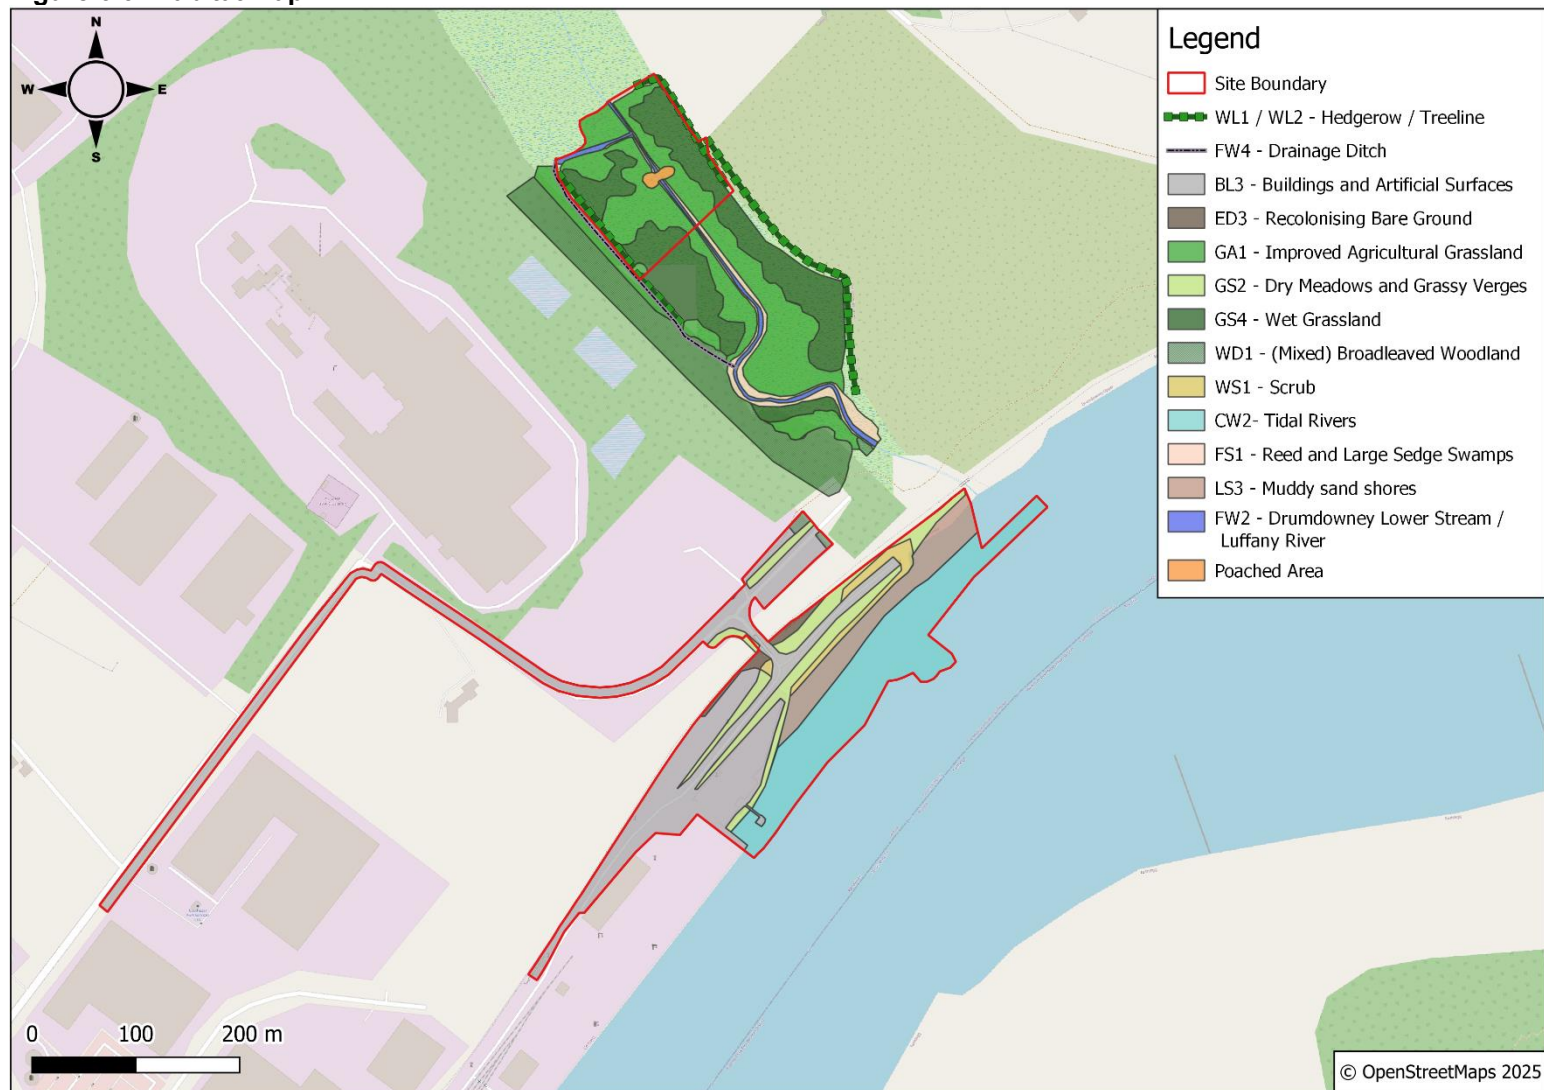 N
W E
S
Legend
Site Boundary
WL1 / WL2 - Hedgerow / Treeline
FW4 - Drainage Ditch
BL3 - Buildings and Artificial Surfaces
ED3 - Recolonising Bare Ground
GA1 - Improved Agricultural Grassland
GS2 - Dry Meadows and Grassy Verges
GS4 - Wet Grassland
WD1 - (Mixed) Broadleaved Woodland
WS1 - Scrub
CW2- Tidal Rivers
FS1 - Reed and Large Sedge Swamps
LS3 - Muddy sand shores
FW2 - Drumdowney Lower Stream /
Luffany River
Poached Area
0 100 200 m
© OpenStreetMaps 2025